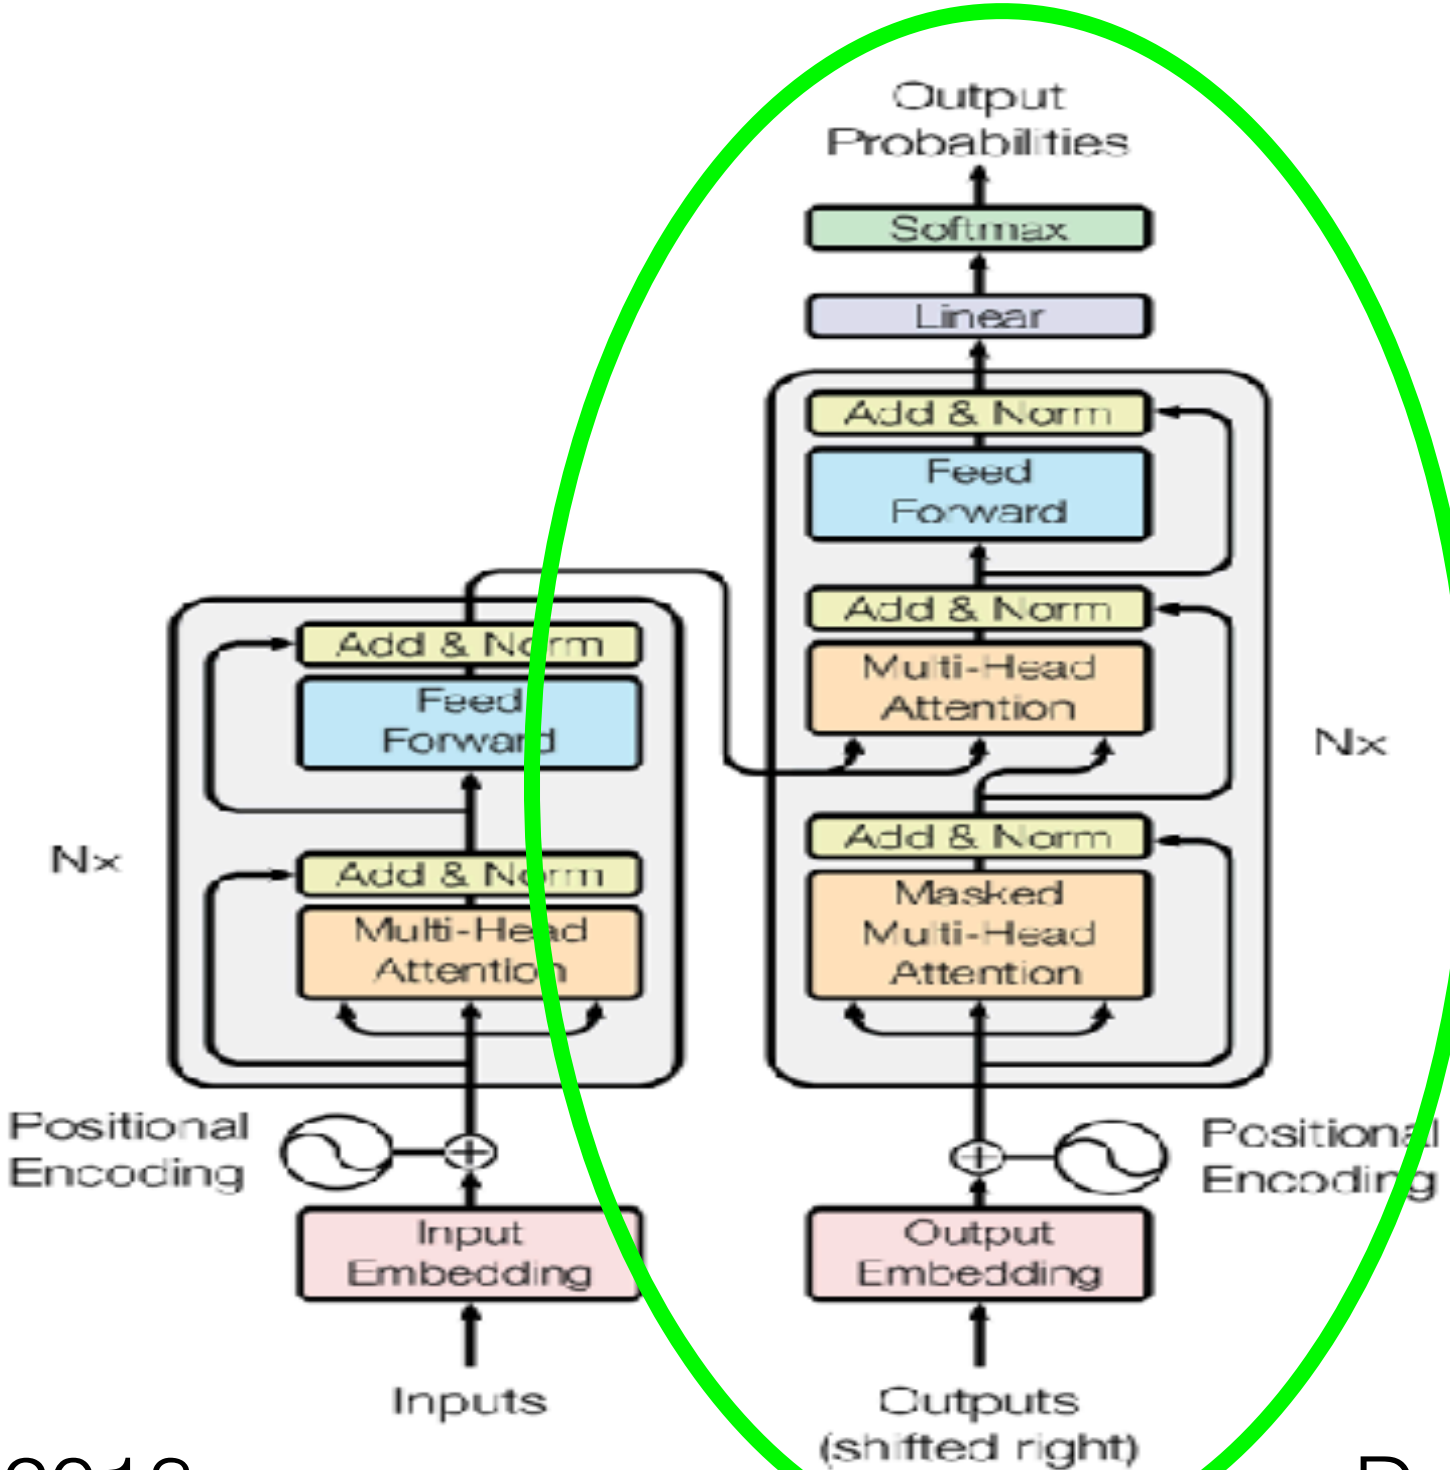 Output
Probabilities
Softmax
Linear
Add & Norm
Feed
Forward
Add & Norm
Multi-Head
Attention
Nx
Add & Norm
Masked
Multi-Head
Attention
Add & Norm
Feed
Forward
Nx
Add & Norm
Multi-Head
Attention
Positional
Encoding
Positional
Encoding
Input
Embedding
Output
Embedding
Inputs
Outputs
(shifted right)